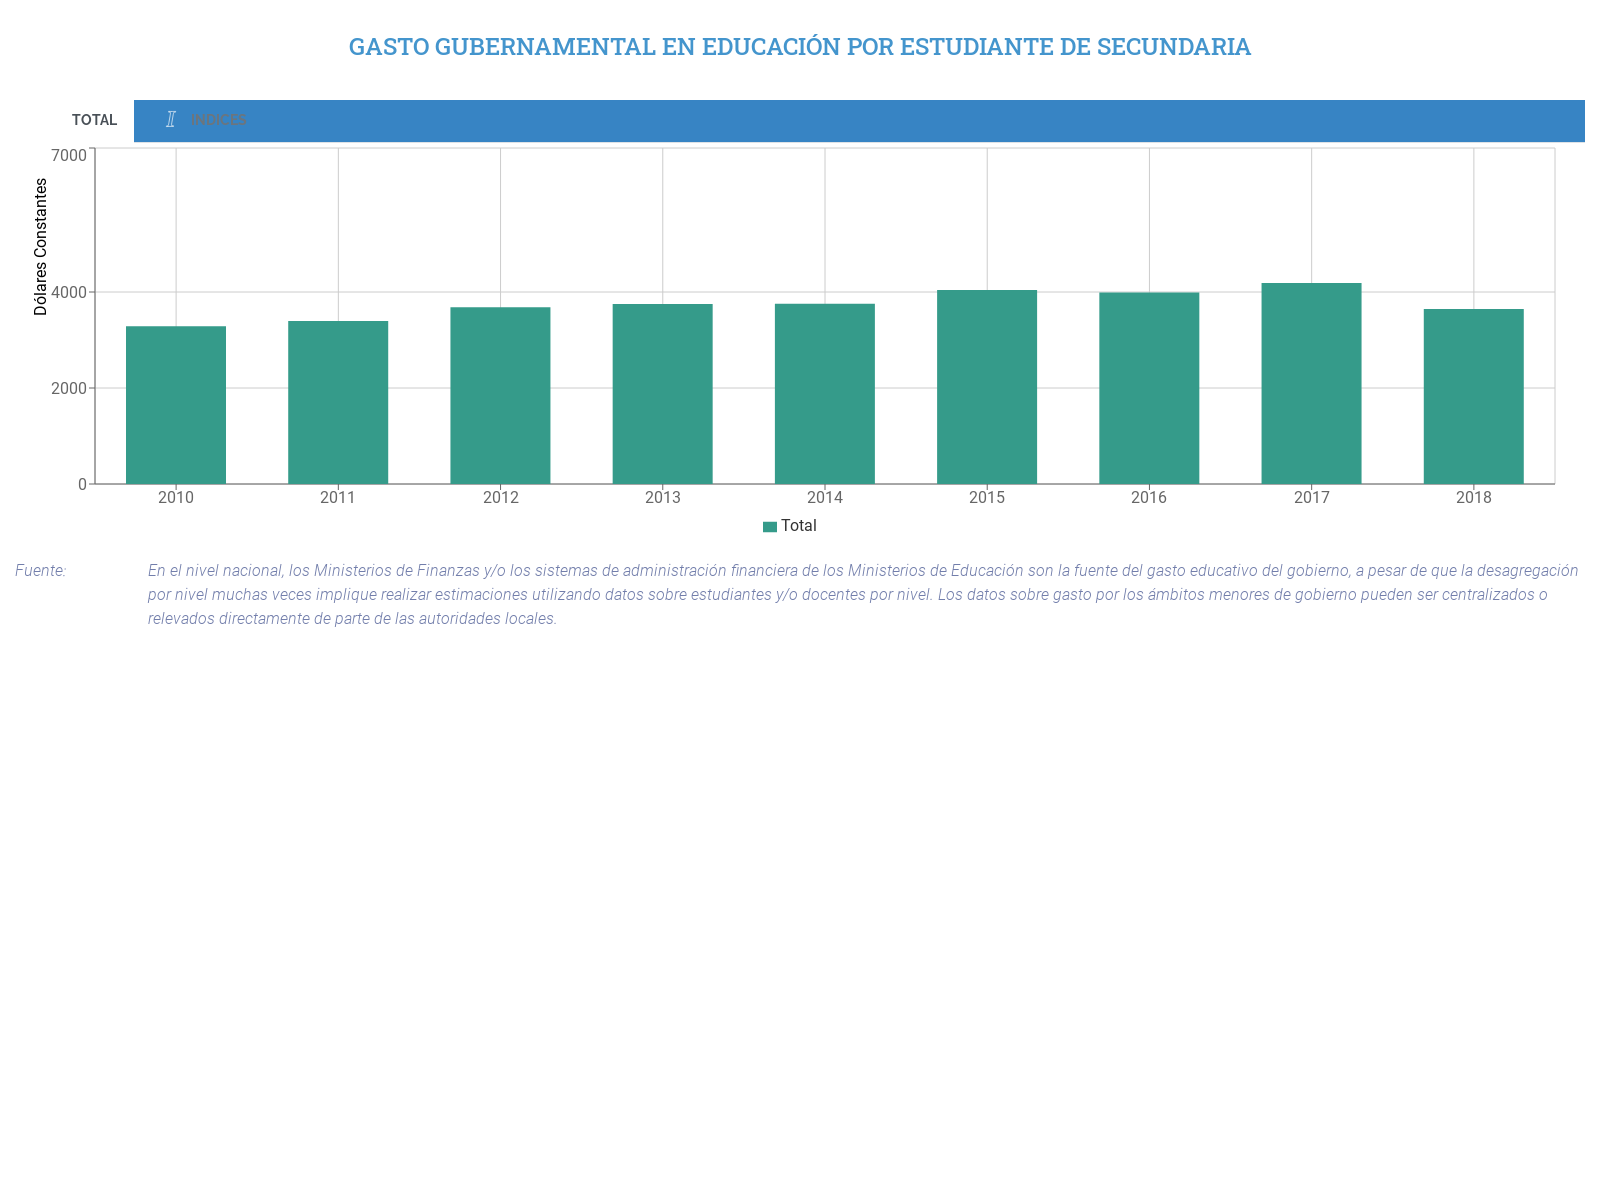 GASTO GUBERNAMENTAL EN EDUCACIÓN POR ESTUDIANTE DE SECUNDARIA
TOTAL
INDICES
7000
Dólares Constantes
4000
2000
0
2010 2011 2012 2013 2014 2015 2016 2017 2018
Total
Fuente: En el nivel nacional, los Ministerios de Finanzas y/o los sistemas de administración financiera de los Ministerios de Educación son la fuente del gasto educativo del gobierno, a pesar de que la desagregación
por nivel muchas veces implique realizar estimaciones utilizando datos sobre estudiantes y/o docentes por nivel. Los datos sobre gasto por los ámbitos menores de gobierno pueden ser centralizados o
relevados directamente de parte de las autoridades locales.